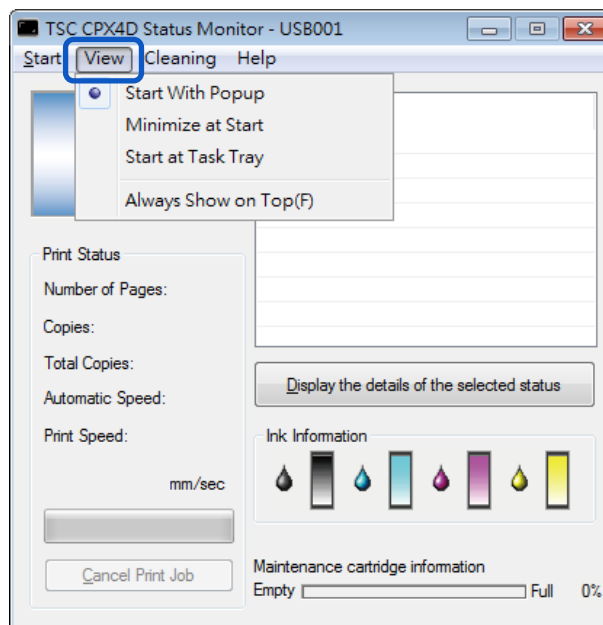 TSC CPX4D Status Monitor - USB001
Start View Cleaning Help
Start With Popup
Minimize at Start
Start at Task Tray
Always Show on Top(F)
Print Status
Number of Pages:
Copies:
Total Copies:
Automatic Speed:
Print Speed:
mm/sec
Cancel Print Job
Display the details of the selected status
Ink Information
Maintenance cartridge information
Empty Full 0%